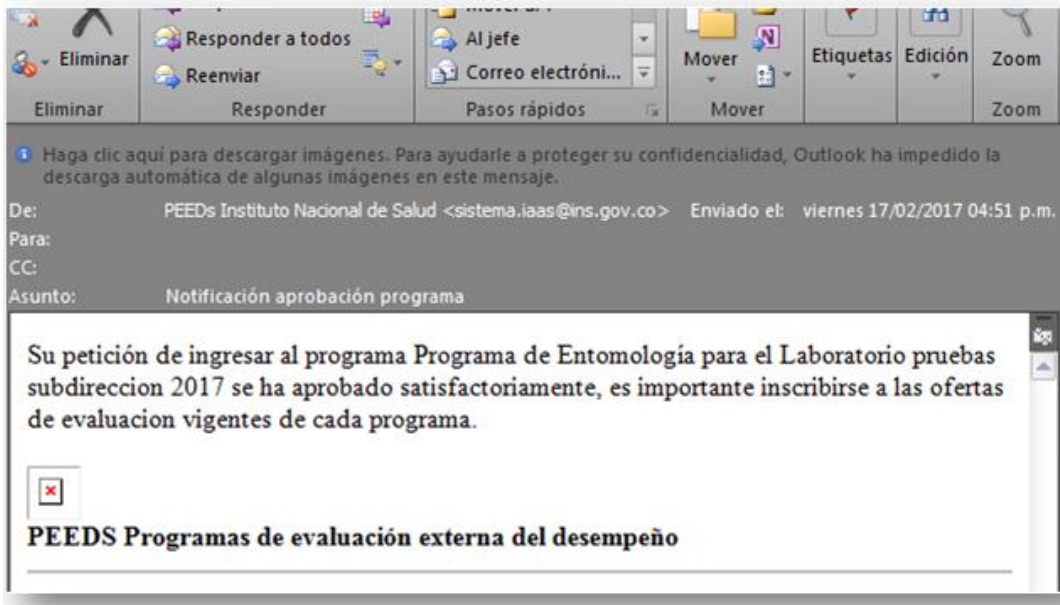 Responder a todos
Al jefe
Eliminar
Reenviar
Correo electróni...
Mover
Etiquetas
Edición
Zoom
Eliminar
Responder
Pasos rápidos
Mover
Zoom
Haga clic aquí para descargar imágenes. Para ayudarle a proteger su confidencialidad, Outlook ha impedido la
descarga automática de algunas imágenes en este mensaje.
De: PEEDs Instituto Nacional de Salud <sistema.iaas@ins.gov.co> Enviado el: viernes 17/02/2017 04:51 p.m.
Para:
CC:
Asunto: Notificación aprobación programa
Su petición de ingresar al programa Programa de Entomología para el Laboratorio pruebas
subdireccion 2017 se ha aprobado satisfactoriamente, es importante inscribirse a las ofertas
de evaluacion vigentes de cada programa.
PEEDS Programas de evaluación externa del desempeño